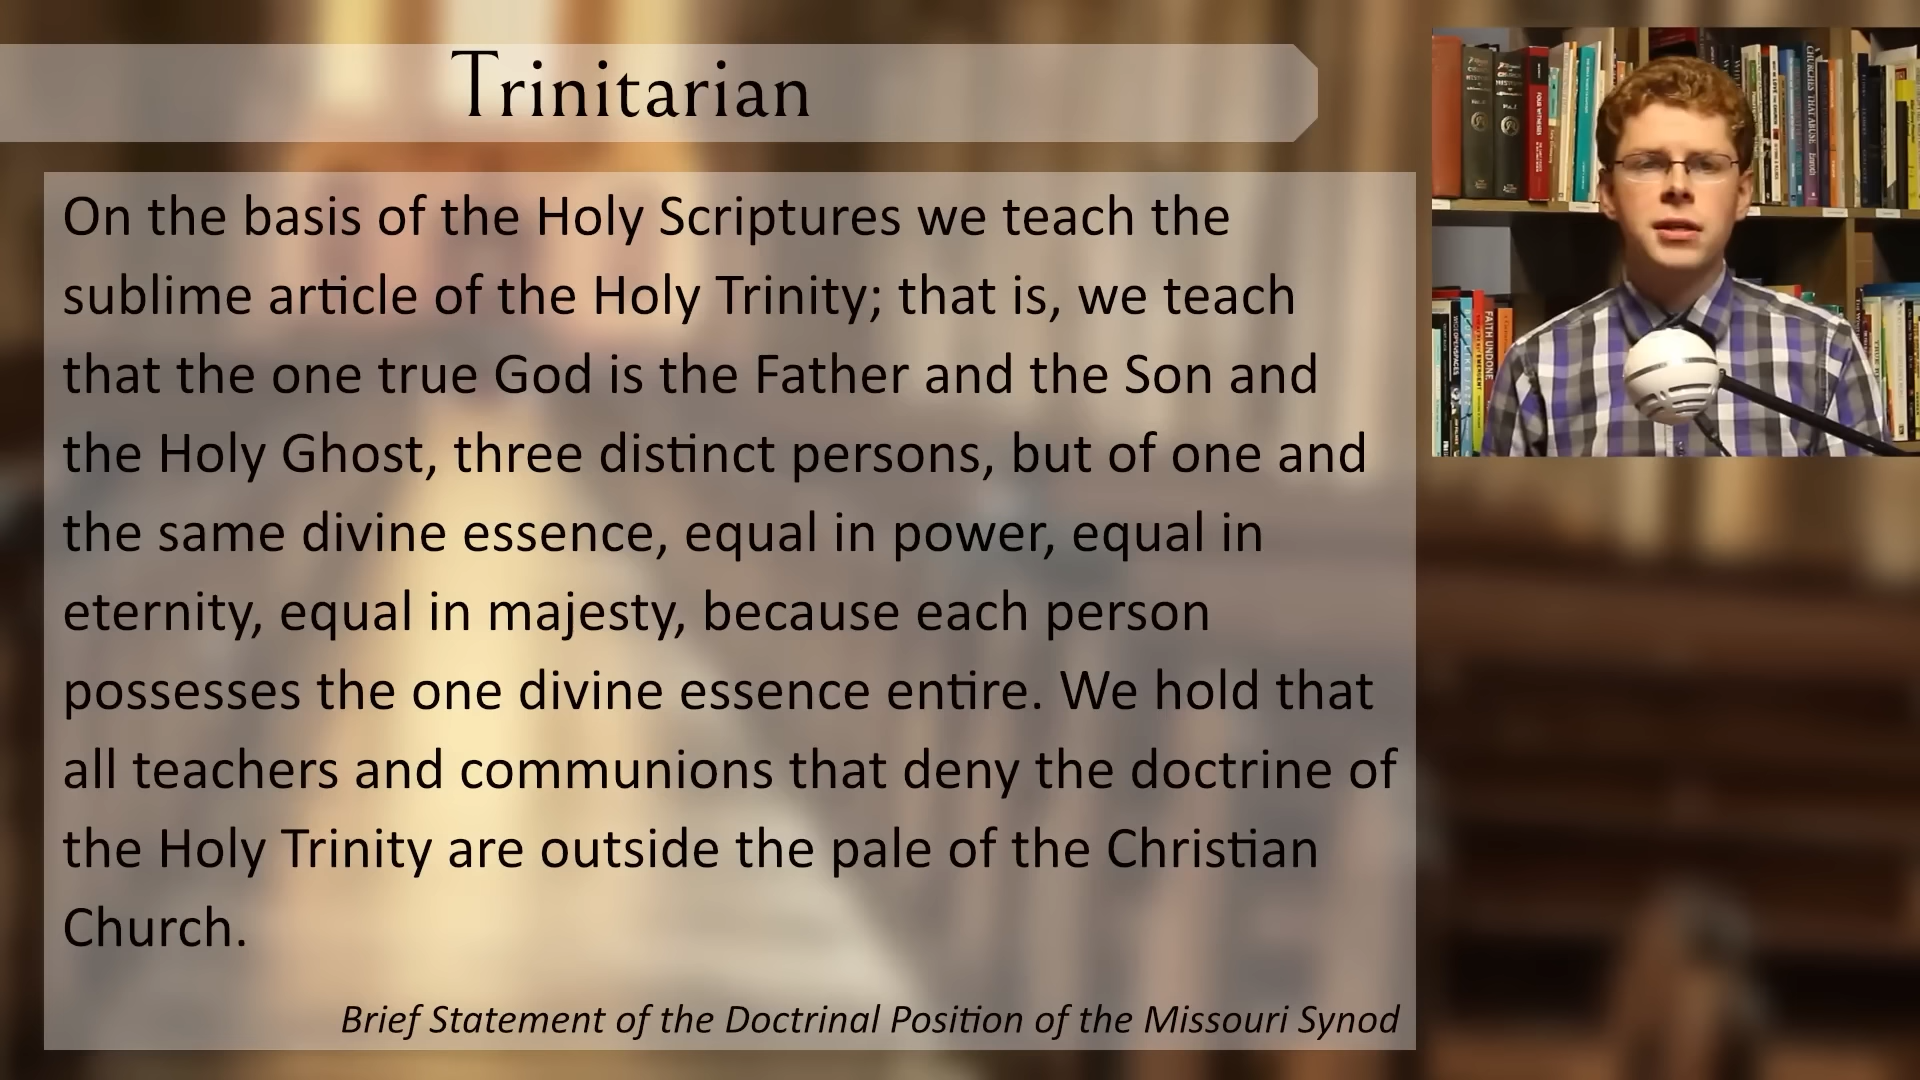 Trinitarian
On the basis of the Holy Scriptures we teach the
sublime article of the Holy Trinity; that is, we teach
that the one true God is the Father and the Son and
the Holy Ghost, three distinct persons, but of one and
the same divine essence, equal in power, equal in
eternity, equal in majesty, because each person
possesses the one divine essence entire. We hold that
all teachers and communions that deny the doctrine of
the Holy Trinity are outside the pale of the Christian
Church.
Brief Statement of the Doctrinal Position of the Missouri Synod
FAITH UNDONE
CHURCHES THAT ABUSE